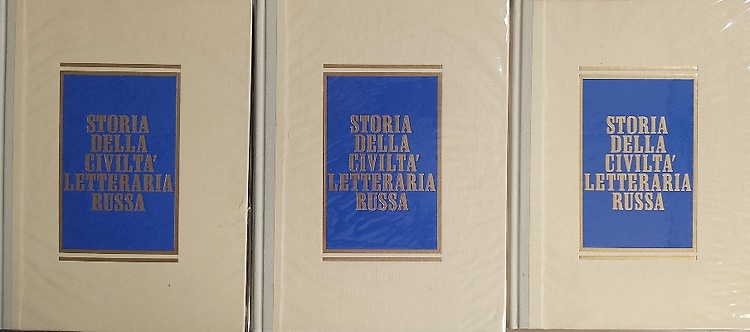 STORIA
DELLA
CIVILTA'
LETTERARIA
RUSSA
STORIA
DELLA
CIVILTA'
LETTERARIA
RUSSA
STORIA
DELLA
CIVILTA'
LETTERARIA
RUSSA